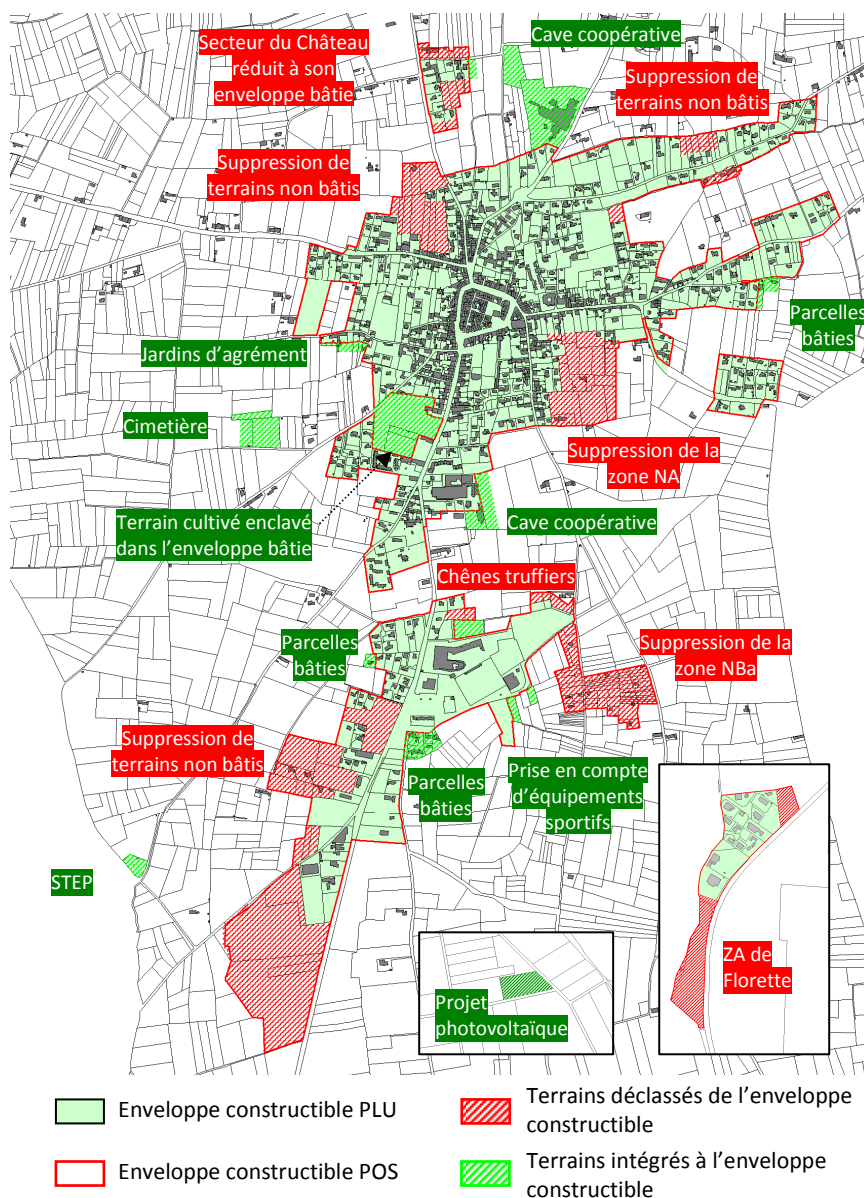 Secteur du Château
réduit à son
enveloppe bâtie
Cave coopérative
Suppression de
terrains non bâtis
Suppression de
terrains non bâtis
Parcelles
bâties
Jardins d'agrément
Cimetière
Suppression de la
zone NA
Terrain cultivé enclavé
dans l'enveloppe bâtie
Cave coopérative
Chênes truffiers
Parcelles
bâties
Suppression de la
zone NBa
Suppression de
terrains non bâtis
Parcelles
bâties
Prise en compte
d'équipements
sportifs
STEP
ZA de
Florette
Projet
photovoltaïque
Enveloppe constructible PLU
Terrains déclassés de l'enveloppe
constructible
Enveloppe constructible POS
Terrains intégrés à l'enveloppe
constructible